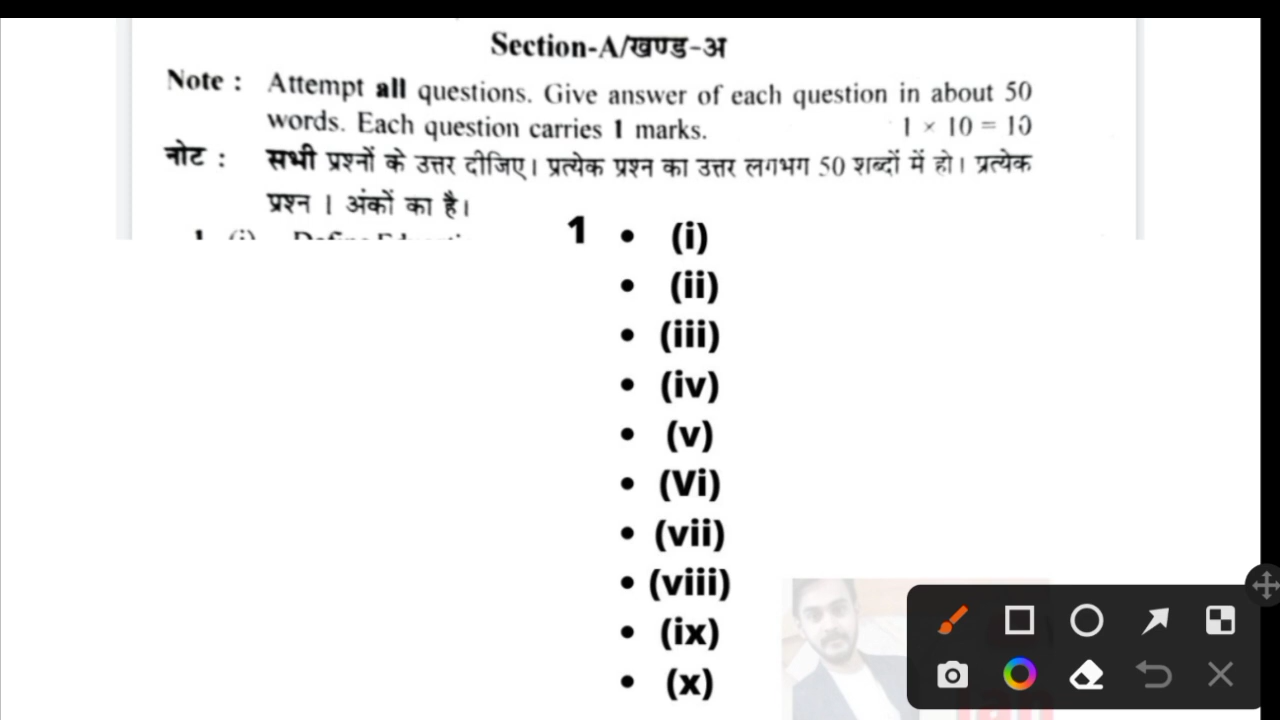 Section-A/खण्ड-अ
Note : Attempt all questions. Give answer of each question in about 50
words. Each question carries 1 marks. 1 × 10 = 10
नोट : सभी प्रश्नों के उत्तर दीजिए। प्रत्येक प्रश्न का उत्तर लगभग 50 शब्दों में हो। प्रत्येक
प्रश्न 1 अंकों का है।
1 • (i)
• (ii)
• (iii)
• (iv)
• (v)
• (Vi)
• (vii)
• (viii)
• (ix)
• (x)